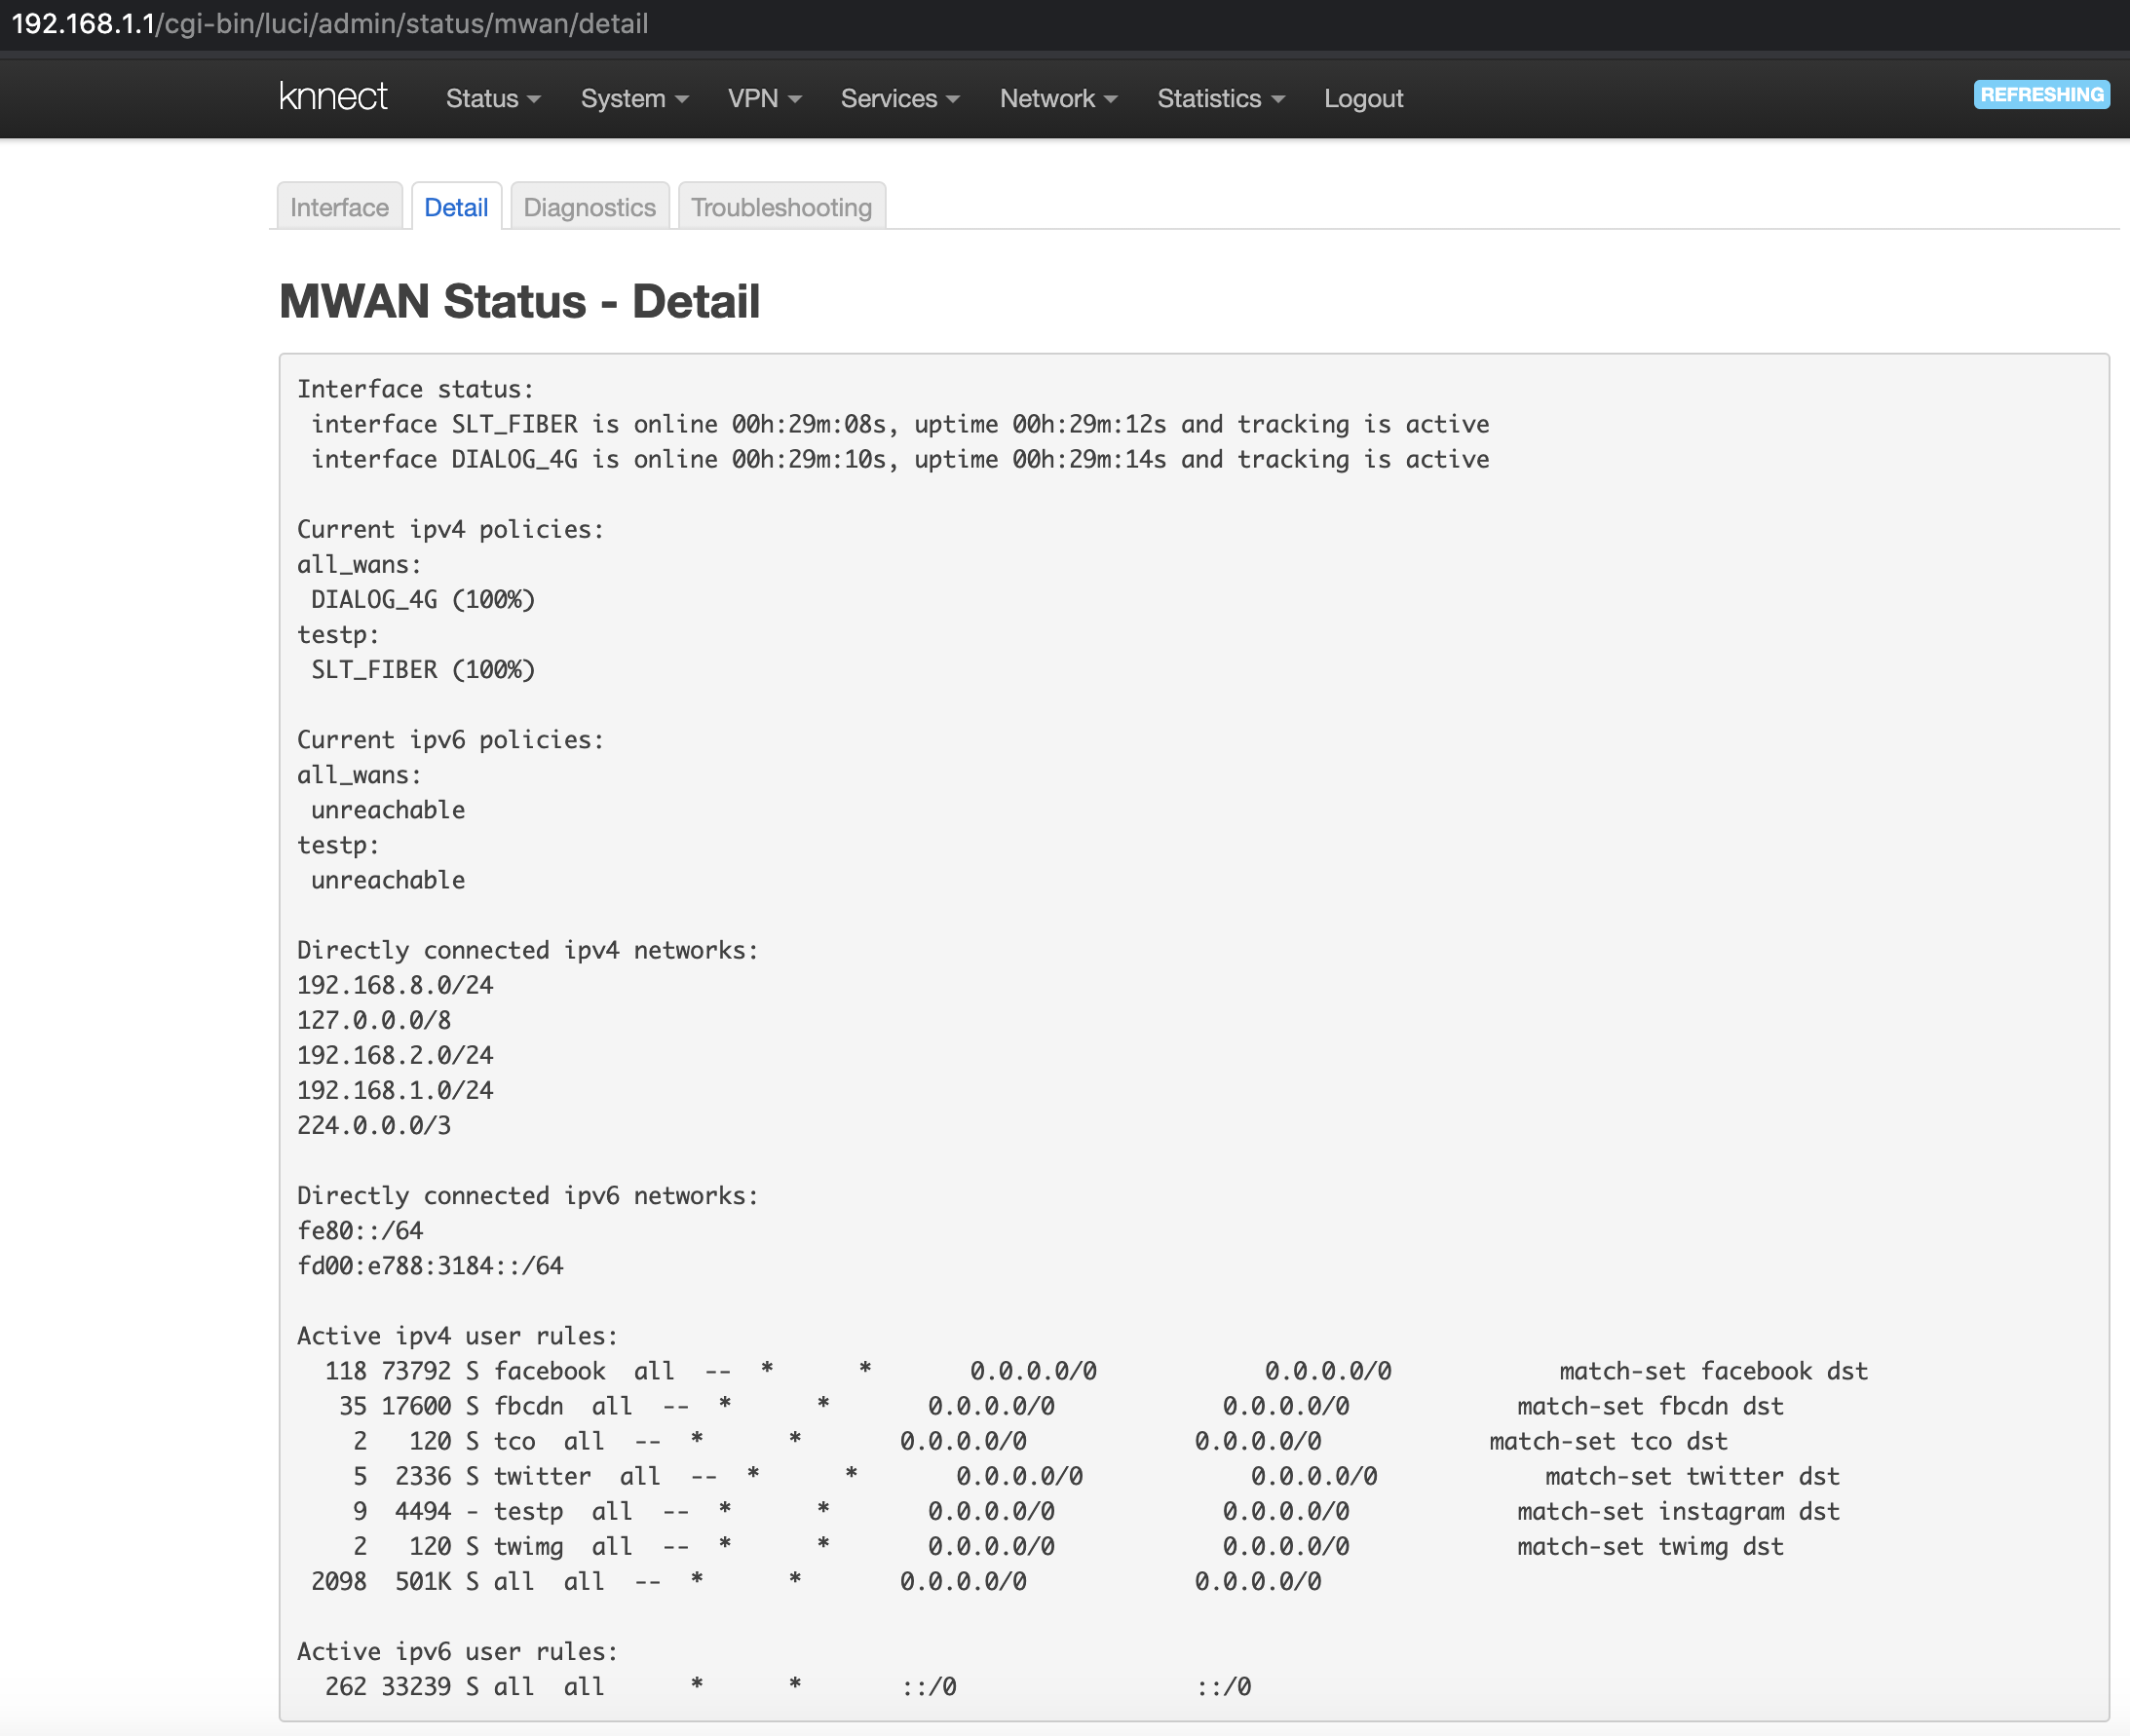 192.168.1.1/cgi-bin/luci/admin/status/mwan/detail
knnect Status System VPN Services Network Statistics Logout REFRESHING
Interface Detail Diagnostics Troubleshooting
MWAN Status - Detail
Interface status:
 interface SLT_FIBER is online 00h:29m:08s, uptime 00h:29m:12s and tracking is active
 interface DIALOG_4G is online 00h:29m:10s, uptime 00h:29m:14s and tracking is active

Current ipv4 policies:
all_wans:
 DIALOG_4G (100%)
testp:
 SLT_FIBER (100%)

Current ipv6 policies:
all_wans:
 unreachable
testp:
 unreachable

Directly connected ipv4 networks:
192.168.8.0/24
127.0.0.0/8
192.168.2.0/24
192.168.1.0/24
224.0.0.0/3

Directly connected ipv6 networks:
fe80::/64
fd00:e788:3184::/64

Active ipv4 user rules:
  118 73792 S facebook  all  --  *      *       0.0.0.0/0            0.0.0.0/0            match-set facebook dst
   35 17600 S fbcdn  all  --  *      *       0.0.0.0/0            0.0.0.0/0            match-set fbcdn dst
    2   120 S tco  all  --  *      *       0.0.0.0/0            0.0.0.0/0            match-set tco dst
    5  2336 S twitter  all  --  *      *       0.0.0.0/0            0.0.0.0/0            match-set twitter dst
    9  4494 - testp  all  --  *      *       0.0.0.0/0            0.0.0.0/0            match-set instagram dst
    2   120 S twimg  all  --  *      *       0.0.0.0/0            0.0.0.0/0            match-set twimg dst
 2098  501K S all  all  --  *      *       0.0.0.0/0            0.0.0.0/0

Active ipv6 user rules:
  262 33239 S all  all      *      *       ::/0                 ::/0